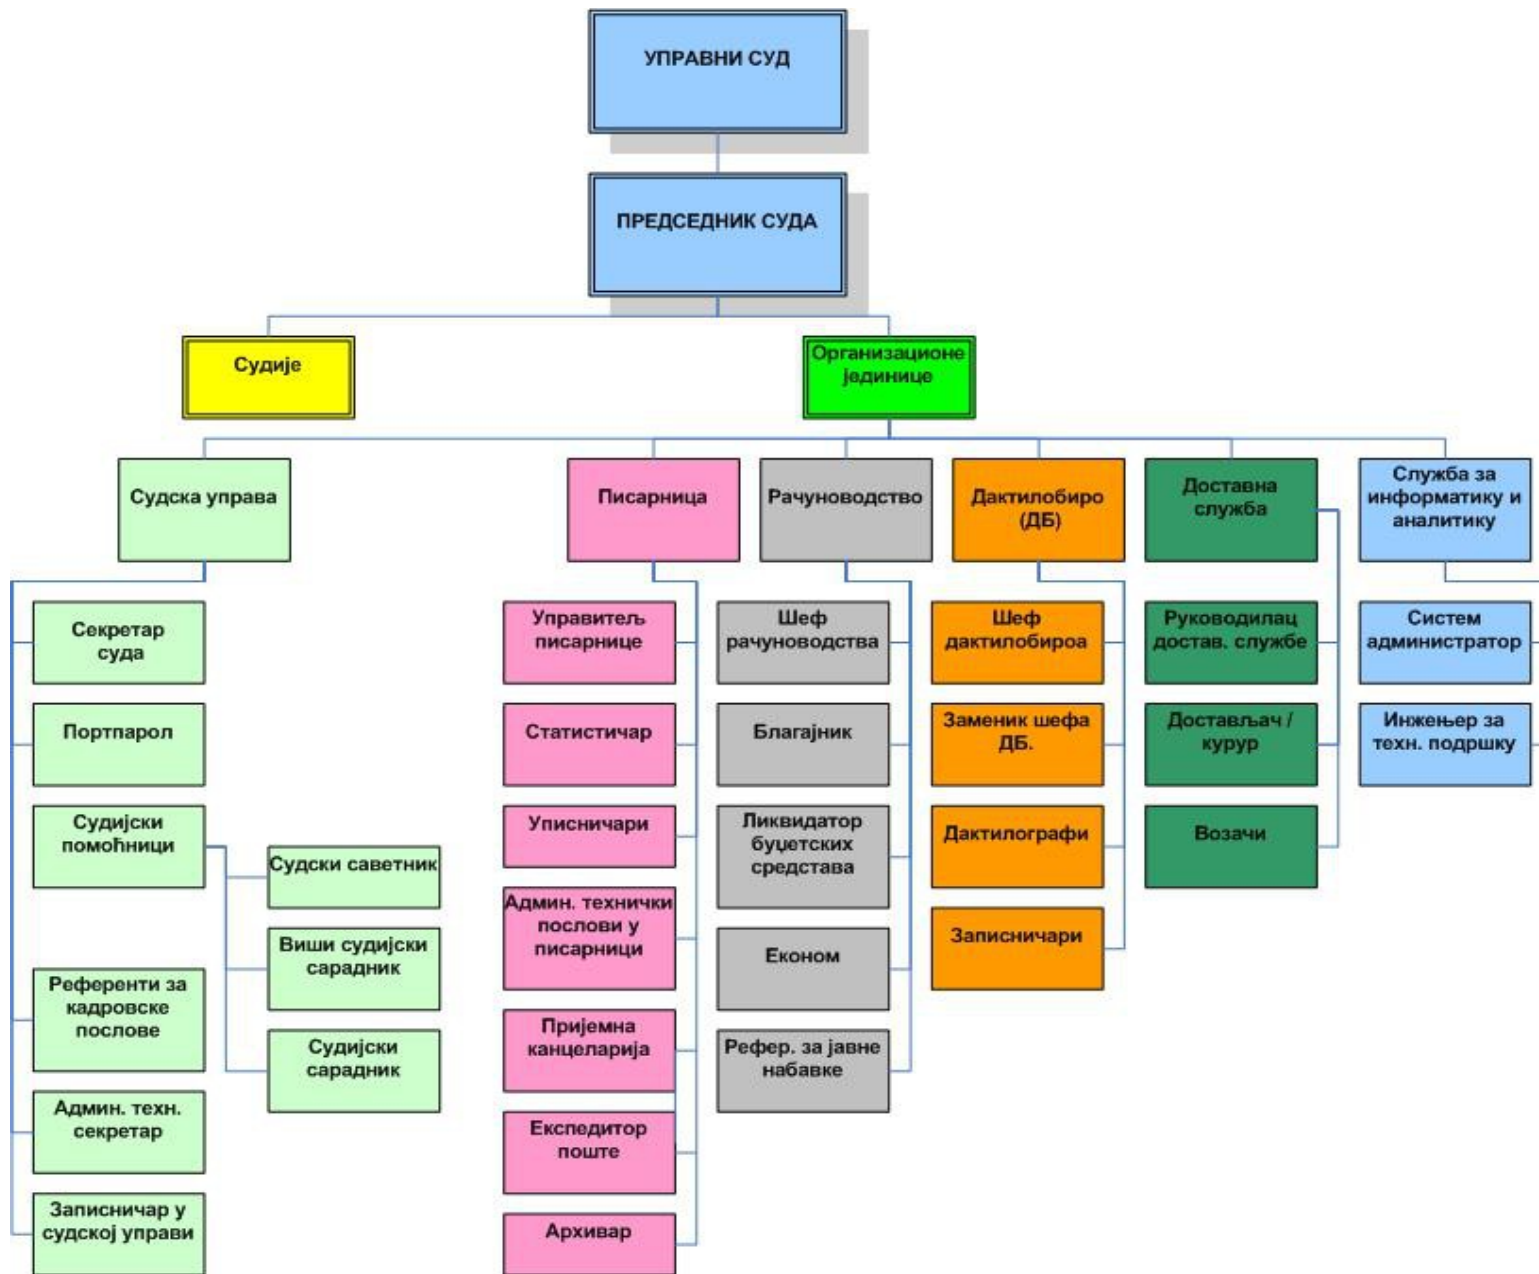 УПРАВНИ СУД
ПРЕДСЕДНИК СУДА
Судије
Организационе
јединице
Судска управа
Писарница
Рачуноводство
Дактилобиро
(ДБ)
Доставна
служба
Служба за
информатику и
аналитику
Секретар
суда
Портпарол
Судијски
помоћници
Судски саветник
Виши судијски
сарадник
Судијски
сарадник
Референти за
кадровске
послове
Админ. техн.
секретар
Записничар у
судској управи
Управитељ
писарнице
Статистичар
Уписничари
Админ. технички
послови у
писарници
Пријемна
канцеларија
Експедитор
поште
Архивар
Шеф
рачуноводства
Благајник
Ликвидатор
буџетских
средстава
Економ
Рефер. за јавне
набавке
Шеф
дактилобироа
Заменик шефа
ДБ.
Дактилографи
Записничари
Руководилац
достав. службе
Достављач /
курур
Возачи
Систем
администратор
Инжењер за
техн. подршку